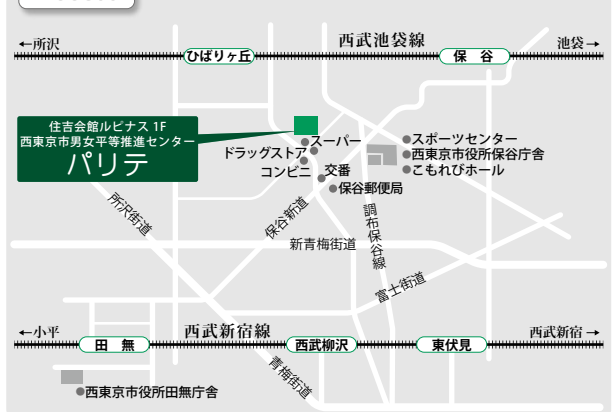 ←所沢
西武池袋線
池袋→
ひばりヶ丘
保 谷
住吉会館ルピナス 1F
西東京市男女平等推進センター
パリテ
スーパー
ドラッグストア
コンビニ
交番
保谷郵便局
スポーツセンター
西東京市役所保谷庁舎
こもれびホール
所沢街道
保谷新道
調布保谷線
新青梅街道
富士街道
←小平
西武新宿線
西武新宿→
田 無
西武柳沢
東伏見
青梅街道
西東京市役所田無庁舎